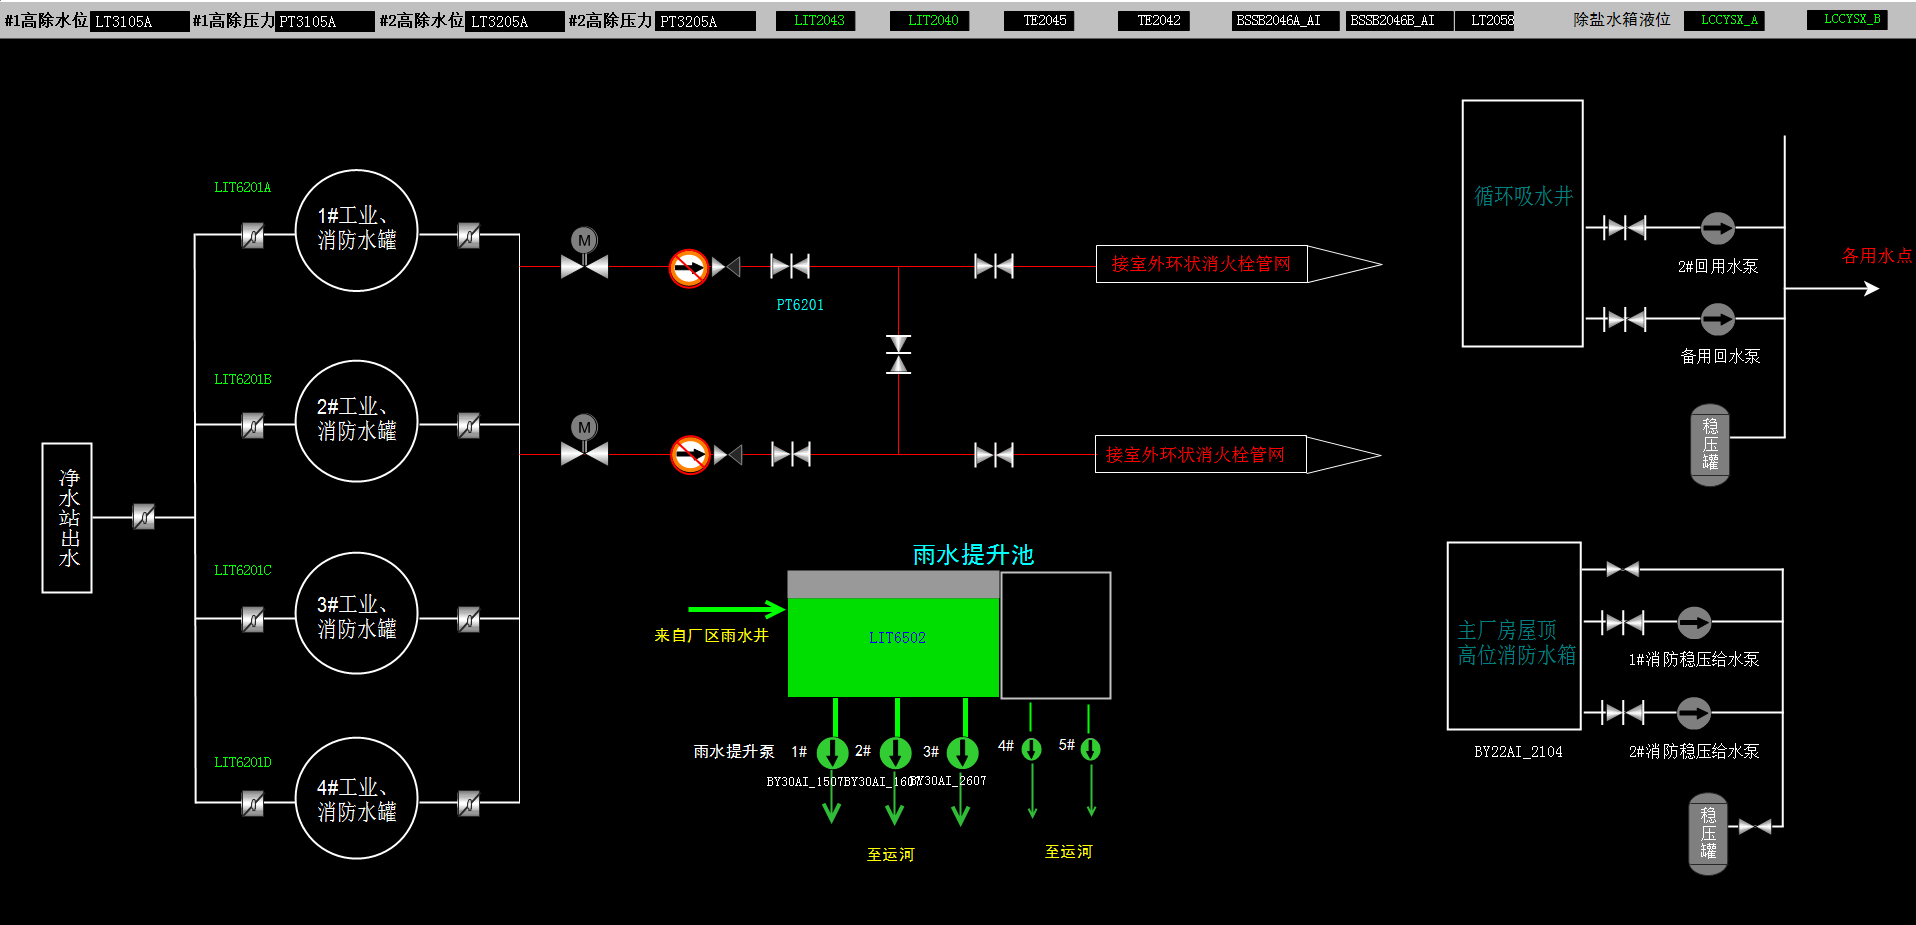 #1高除水位 LT3105A #1高除压力 PT3105A #2高除水位 LT3205A #2高除压力 PT3205A LIT2043 LIT2040 TE2045 TE2042 BSSB2046A_AI BSSB2046B_AI LT2058 除盐水箱液位 LCCYSX_A LCCYSX_B
LIT6201A
1#工业、
消防水罐
LIT6201B
2#工业、
消防水罐
LIT6201C
3#工业、
消防水罐
LIT6201D
4#工业、
消防水罐
净水站出水
M
PT6201
接室外环状消火栓管网
M
接室外环状消火栓管网
雨水提升池
来自厂区雨水井
LIT6502
雨水提升泵 1# 2# 3# 4# 5#
BY30AI_1507 BY30AI_1607 BY30AI_2607
至运河
至运河
循环吸水井
2#回用水泵
各用水点
备用回水泵
稳压罐
主厂房屋顶
高位消防水箱
1#消防稳压给水泵
BY22AI_2104
2#消防稳压给水泵
稳压罐